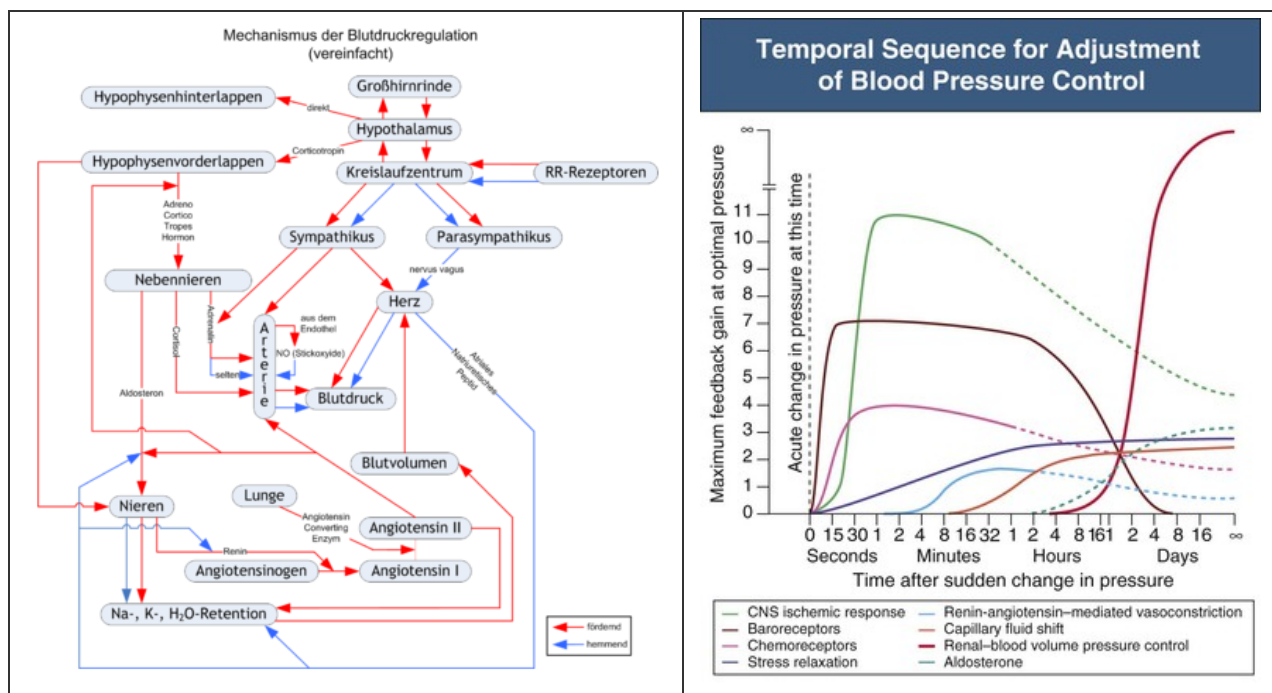 Mechanismus der Blutdruckregulation
(vereinfacht)
Großhirnrinde
Hypophysenhinterlappen
direkt
Hypothalamus
Corticotropin
Hypophysenvorderlappen
Kreislaufzentrum
RR-Rezeptoren
Adreno
Cortico
Tropes
Hormon
Sympathikus
Parasympathikus
nervus vagus
Nebennieren
Herz
Adrenalin
Arterie
aus dem
Endothel
NO (Stickoxyide)
Cortisol
selten
Atriales
Natriuretisches
Peptid
Aldosteron
Blutdruck
Blutvolumen
Lunge
Nieren
Angiotensin
Converting
Enzym
Angiotensin II
Renin
Angiotensinogen
Angiotensin I
Na-, K-, H₂O-Retention
fördernd
hemmend
Temporal Sequence for Adjustment
of Blood Pressure Control
Maximum feedback gain at optimal pressure
∞
11
10
9
8
7
6
5
4
3
2
1
0
Acute change in pressure at this time
0 15 30 1 2 4 8 16 32 1 2 4 8 16 1 2 4 8 16 ∞
Seconds Minutes Hours Days
Time after sudden change in pressure
CNS ischemic response
Baroreceptors
Chemoreceptors
Stress relaxation
Renin-angiotensin–mediated vasoconstriction
Capillary fluid shift
Renal–blood volume pressure control
Aldosterone